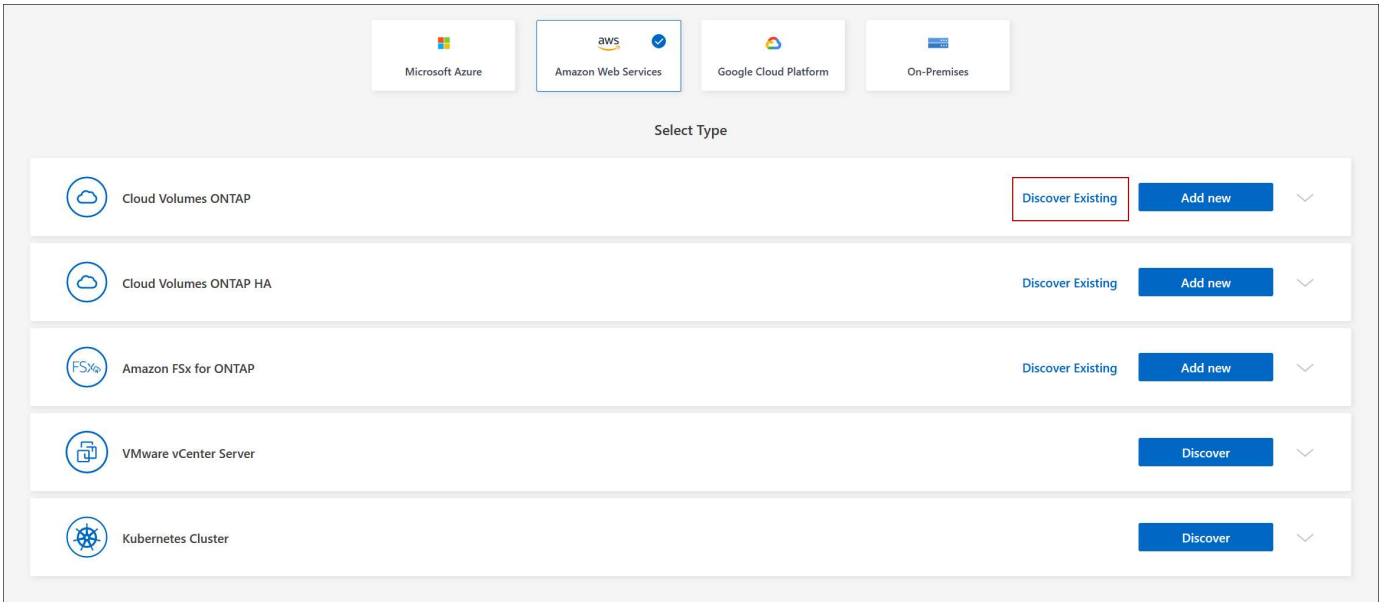 aws
Microsoft Azure
Amazon Web Services
Google Cloud Platform
On-Premises
Select Type
Cloud Volumes ONTAP
Discover Existing
Add new
Cloud Volumes ONTAP HA
Discover Existing
Add new
FSx
Amazon FSx for ONTAP
Discover Existing
Add new
VMware vCenter Server
Discover
Kubernetes Cluster
Discover